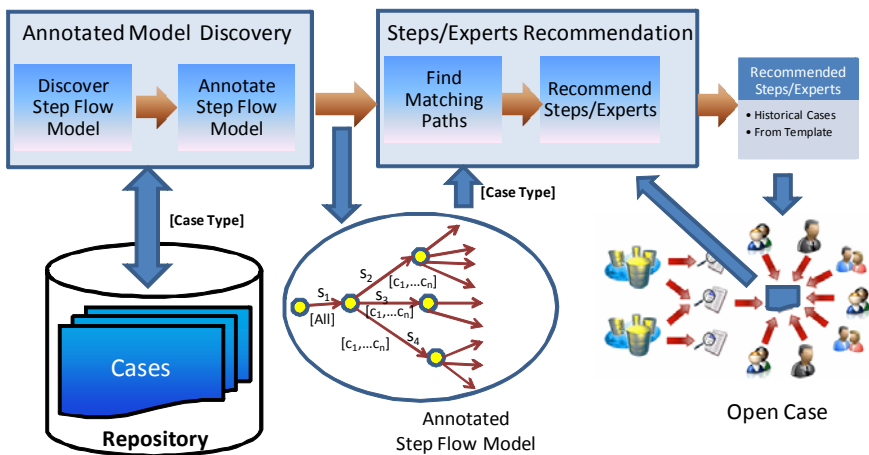 Annotated Model Discovery
Discover
Step Flow
Model
Annotate
Step Flow
Model
Steps/Experts Recommendation
Find
Matching
Paths
Recommend
Steps/Experts
Recommended
Steps/Experts
• Historical Cases
• From Template
[Case Type]
[Case Type]
Cases
Repository
s1
[All]
s2
[c1,...cn]
s3
[c1,...cn]
s4
[c1,...cn]
Annotated
Step Flow Model
Open Case